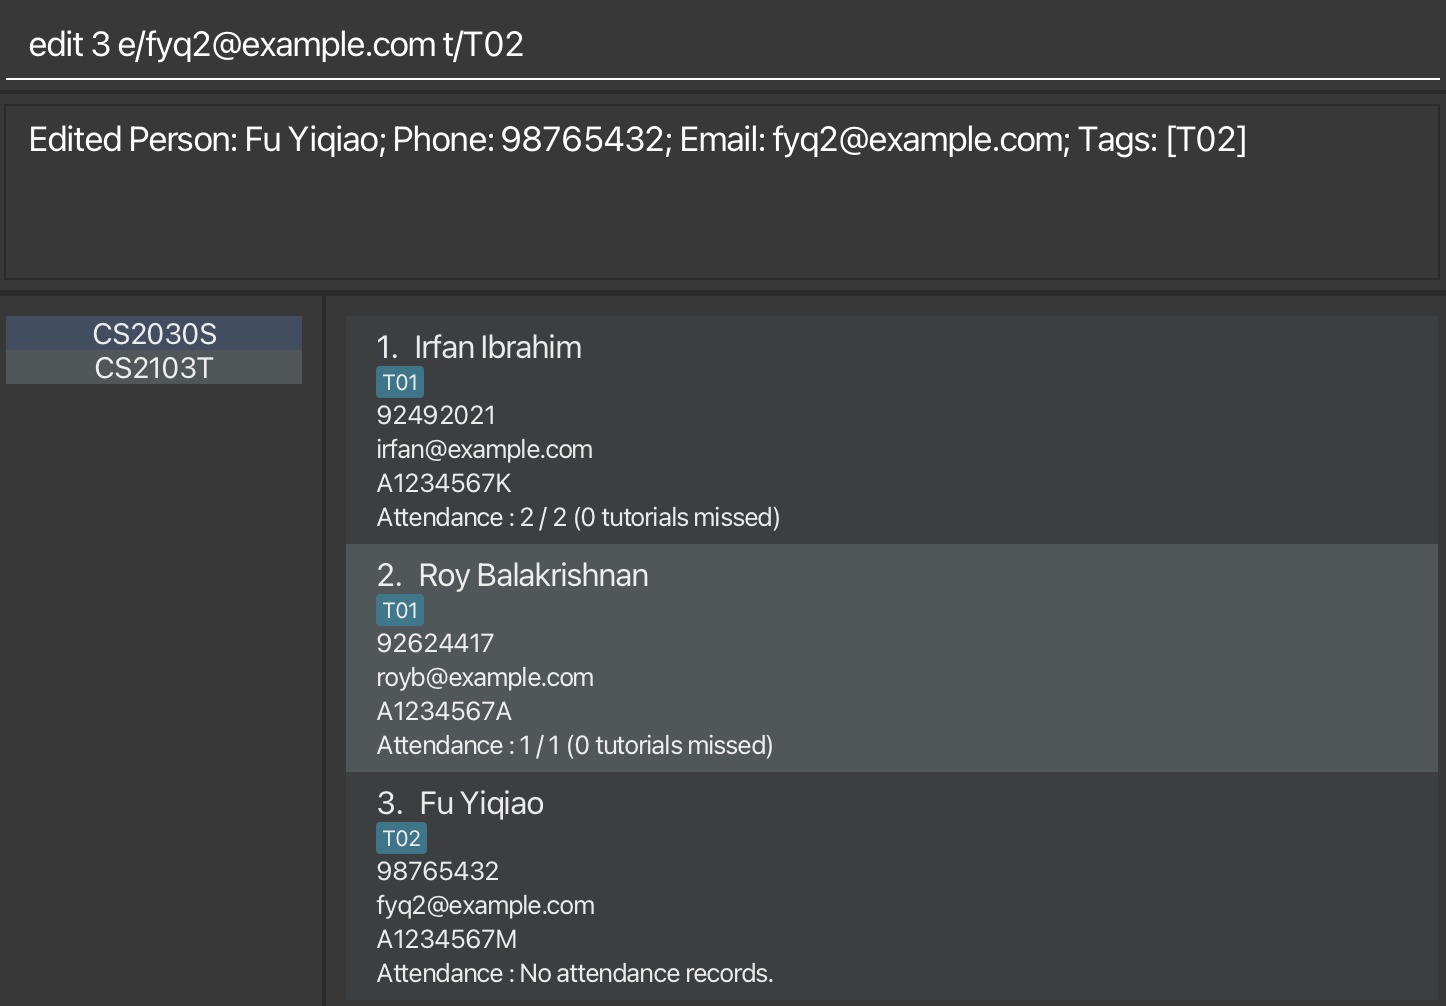 edit 3 e/fyq2@example.com t/T02
Edited Person: Fu Yiqiao; Phone: 98765432; Email: fyq2@example.com; Tags: [T02]
CS2030S
CS2103T
1. Irfan Ibrahim
T01
92492021
irfan@example.com
A1234567K
Attendance : 2 / 2 (0 tutorials missed)
2. Roy Balakrishnan
T01
92624417
royb@example.com
A1234567A
Attendance : 1 / 1 (0 tutorials missed)
3. Fu Yiqiao
T02
98765432
fyq2@example.com
A1234567M
Attendance : No attendance records.